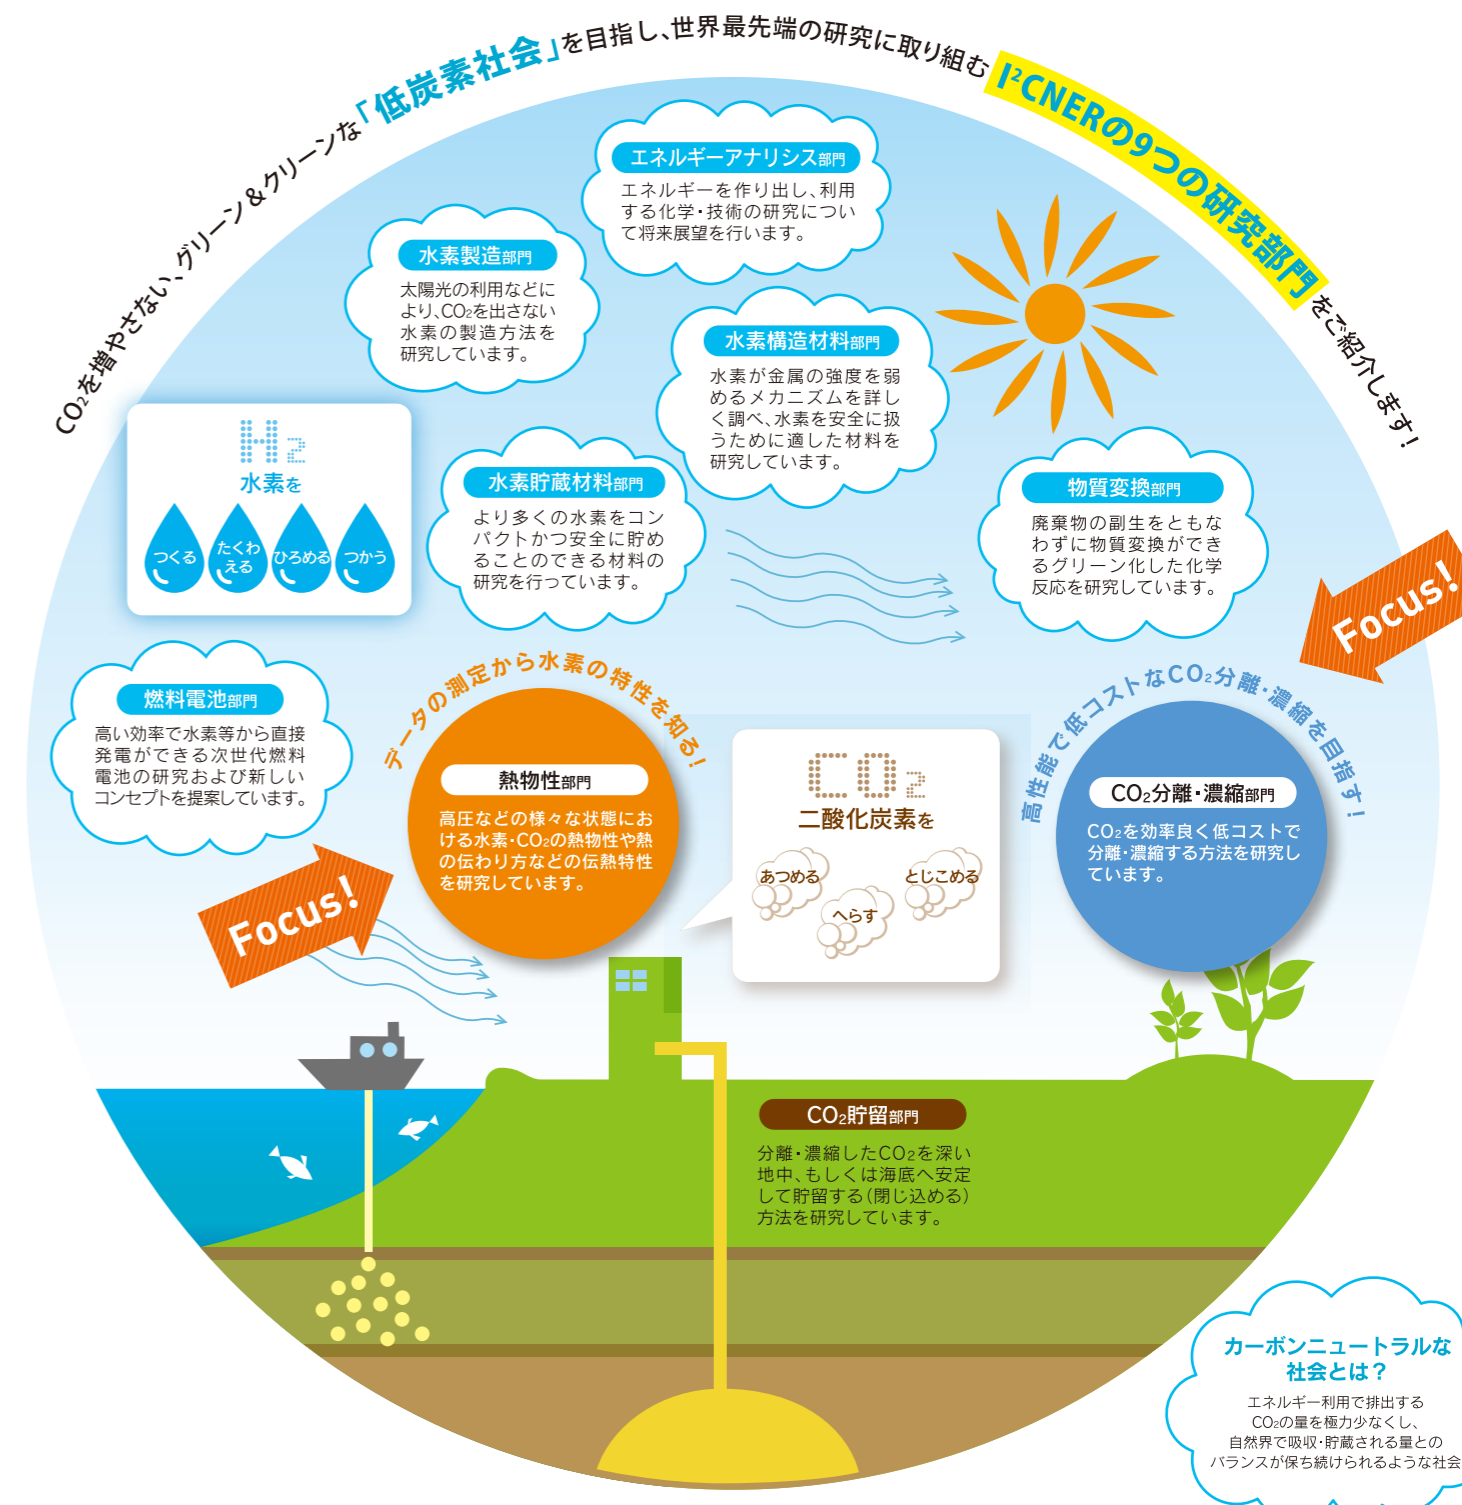 CO₂を増やさない、グリーン&クリーンな「低炭素社会」を目指し、世界最先端の研究に取り組む I²CNERの9つの研究部門をご紹介します!
エネルギーアナリシス部門
エネルギーを作り出し、利用
する化学・技術の研究につい
て将来展望を行います。
水素製造部門
太陽光の利用などに
より、CO₂を出さない
水素の製造方法を
研究しています。
水素構造材料部門
水素が金属の強度を弱
めるメカニズムを詳し
く調べ、水素を安全に扱
うために適した材料を
研究しています。
H₂
水素を
つくる
たくわ
える
ひろめる
つかう
水素貯蔵材料部門
より多くの水素をコン
パクトかつ安全に貯め
ることのできる材料の
研究を行っています。
物質変換部門
廃棄物の副生をともな
わずに物質変換ができ
るグリーン化した化学
反応を研究しています。
Focus!
燃料電池部門
高い効率で水素等から直接
発電ができる次世代燃料
電池の研究および新しい
コンセプトを提案しています。
データの測定から水素の特性を知る!
熱物性部門
高圧などの様々な状態にお
ける水素・CO₂の熱物性や熱
の伝わり方などの伝熱特性
を研究しています。
Focus!
CO₂
二酸化炭素を
あつめる
へらす
とじこめる
高性能で低コストなCO₂分離・濃縮を目指す!
CO₂分離・濃縮部門
CO₂を効率良く低コストで
分離・濃縮する方法を研究し
ています。
CO₂貯留部門
分離・濃縮したCO₂を深い
地中、もしくは海底へ安定
して貯留する(閉じ込める)
方法を研究しています。
カーボンニュートラルな
社会とは?
エネルギー利用で排出する
CO₂の量を極力少なくし、
自然界で吸収・貯蔵される量との
バランスが保ち続けられるような社会